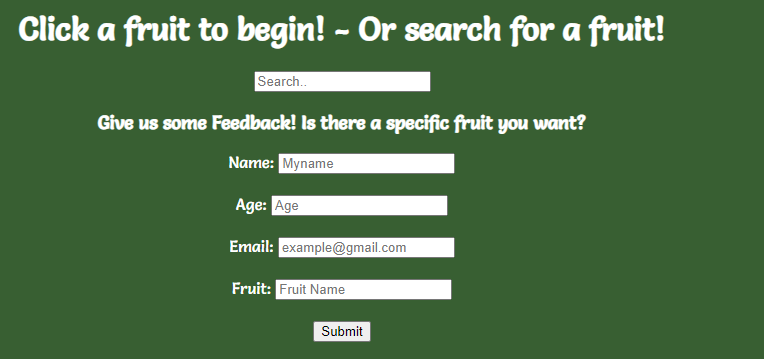 Click a fruit to begin! ~ Or search for a fruit!
Search..
Give us some Feedback! Is there a specific fruit you want?
Name: Myname
Age: Age
Email: example@gmail.com
Fruit: Fruit Name
Submit